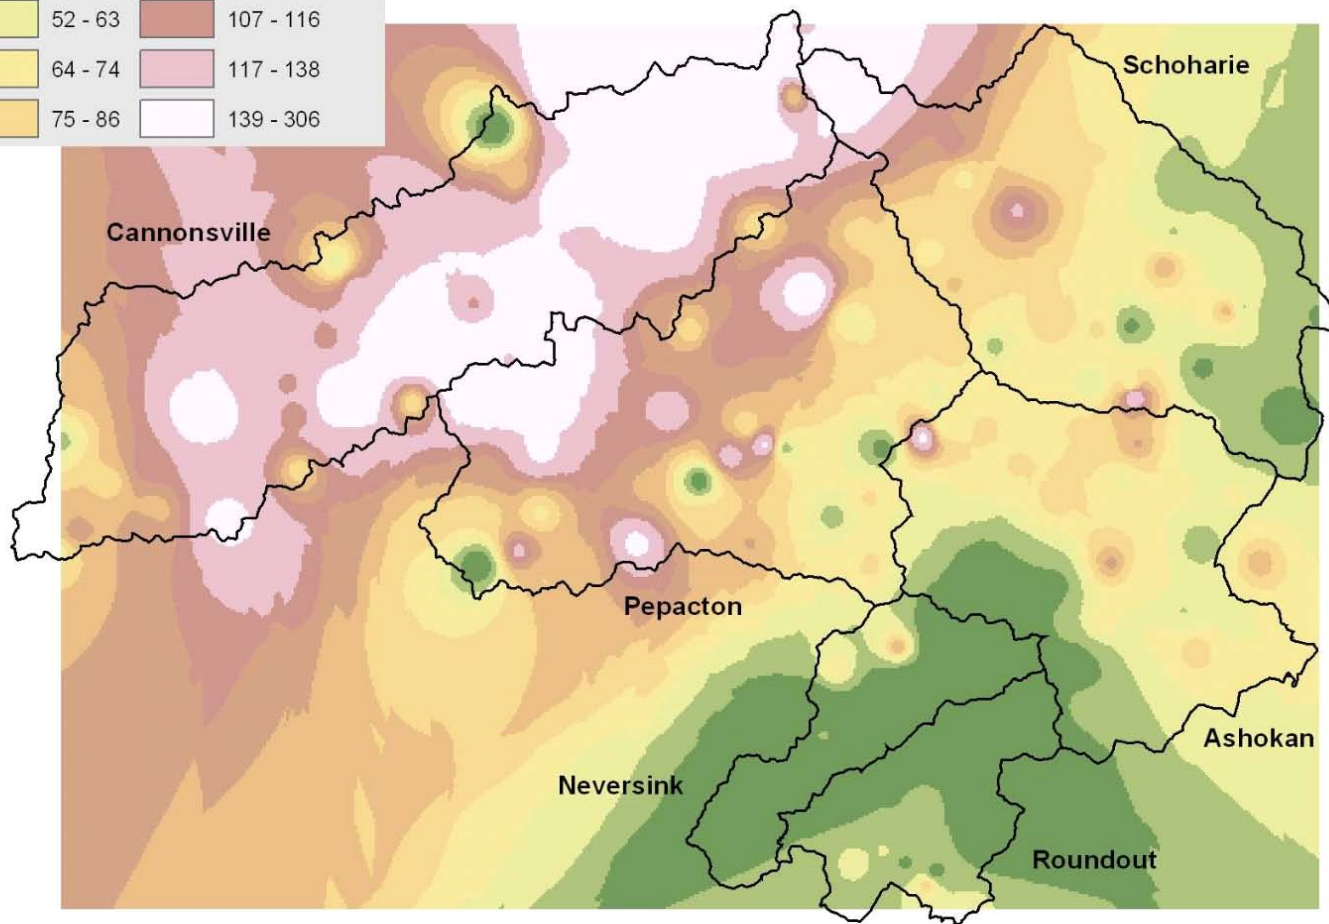 52 - 63 107 - 116
64 - 74 117 - 138
75 - 86 139 - 306
Schoharie
Cannonsville
Pepacton
Ashokan
Neversink
Roundout